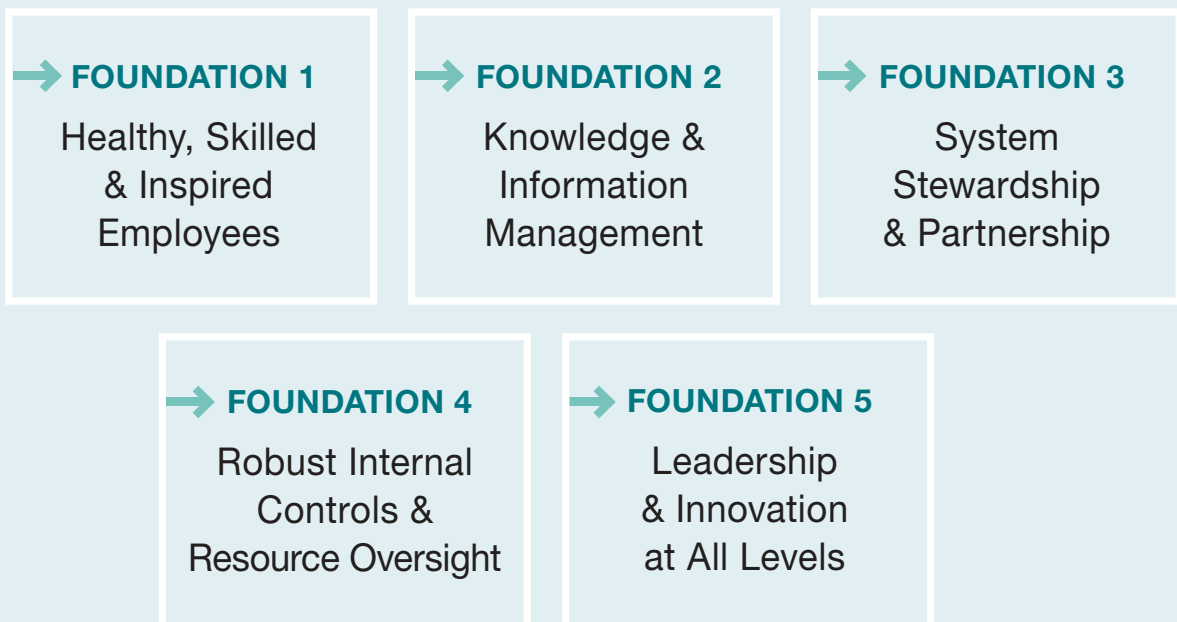 FOUNDATION 1
Healthy, Skilled
& Inspired
Employees
FOUNDATION 2
Knowledge &
Information
Management
FOUNDATION 3
System
Stewardship
& Partnership
FOUNDATION 4
Robust Internal
Controls &
Resource Oversight
FOUNDATION 5
Leadership
& Innovation
at All Levels